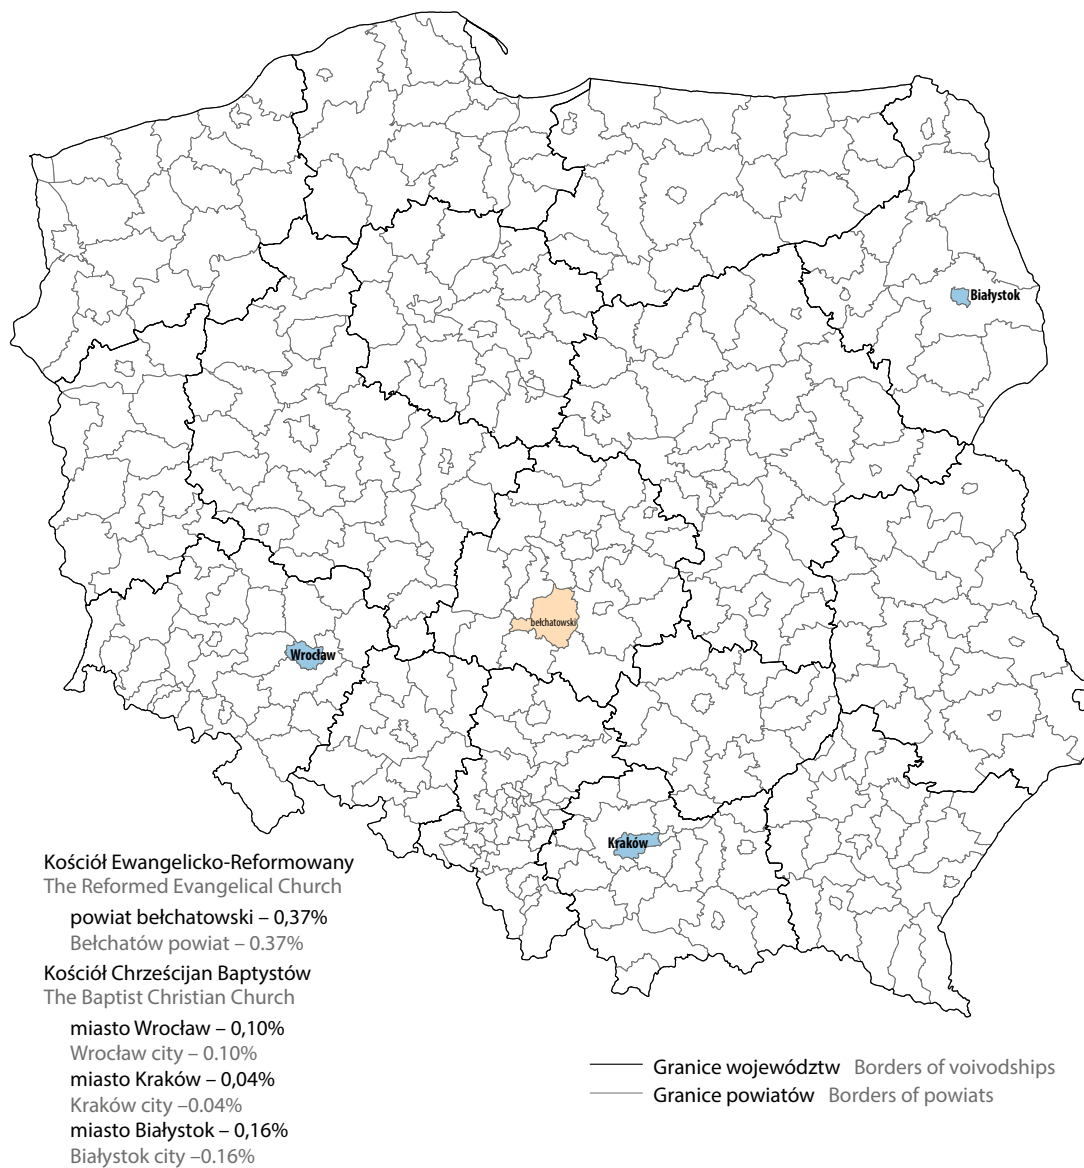 Białystok
bełchatowski
Wrocław
Kraków
Kościół Ewangelicko-Reformowany
The Reformed Evangelical Church
powiat bełchatowski – 0,37%
Bełchatów powiat – 0.37%
Kościół Chrześcijan Baptystów
The Baptist Christian Church
miasto Wrocław – 0,10%
Wrocław city – 0.10%
miasto Kraków – 0,04%
Kraków city –0.04%
miasto Białystok – 0,16%
Białystok city –0.16%
Granice województw Borders of voivodships
Granice powiatów Borders of powiats